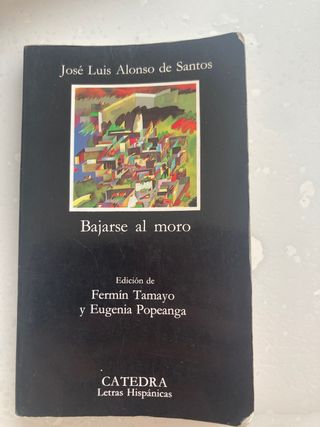 José Luis Alonso de Santos
Bajarse al moro
Edición de
Fermín Tamayo
y Eugenia Popeanga
CATEDRA
Letras Hispánicas